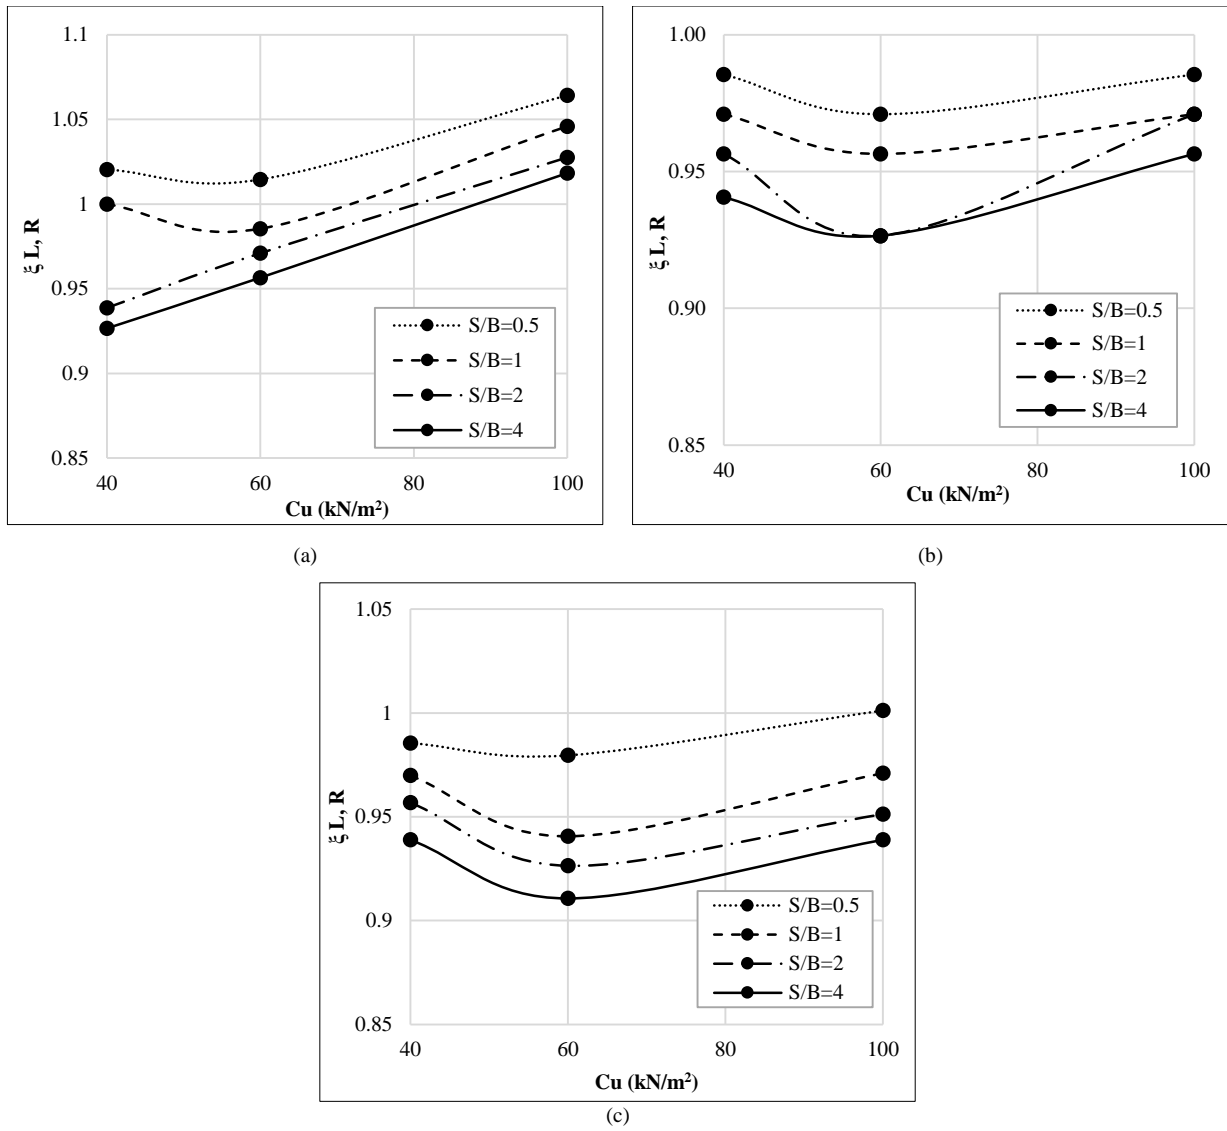 1.1
1.05
1
0.95
0.9
0.85
ξ L, R
40
60
80
100
Cu (kN/m²)
S/B=0.5
S/B=1
S/B=2
S/B=4
(a)
1.00
0.95
0.90
0.85
ξ L, R
40
60
80
100
Cu (kN/m²)
S/B=0.5
S/B=1
S/B=2
S/B=4
(b)
1.05
1
0.95
0.9
0.85
ξ L, R
40
60
80
100
Cu (kN/m²)
S/B=0.5
S/B=1
S/B=2
S/B=4
(c)